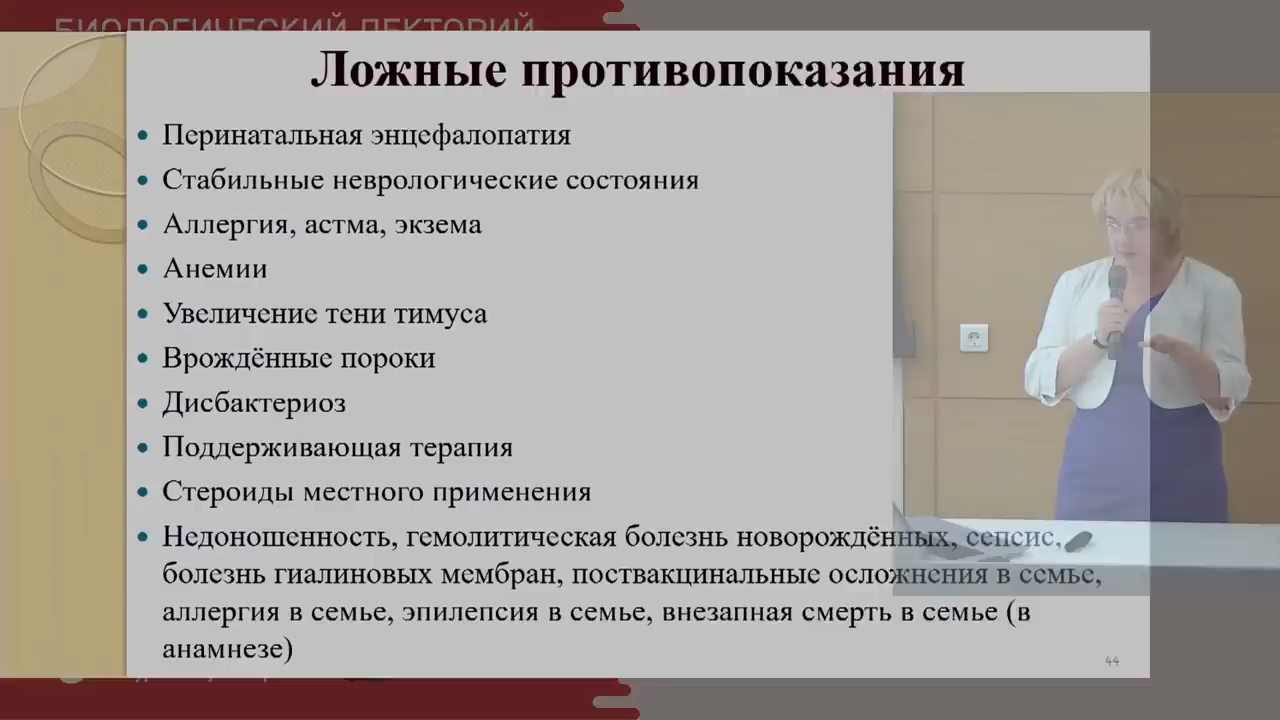 БИОЛОГИЧЕСКИЙ ЛЕКТОРИЙ
Ложные противопоказания
Перинатальная энцефалопатия
Стабильные неврологические состояния
Аллергия, астма, экзема
Анемии
Увеличение тени тимуса
Врождённые пороки
Дисбактериоз
Поддерживающая терапия
Стероиды местного применения
Недоношенность, гемолитическая болезнь новорождённых, сепсис,
болезнь гиалиновых мембран, поствакцинальные осложнения в семье,
аллергия в семье, эпилепсия в семье, внезапная смерть в семье (в
анамнезе)
44